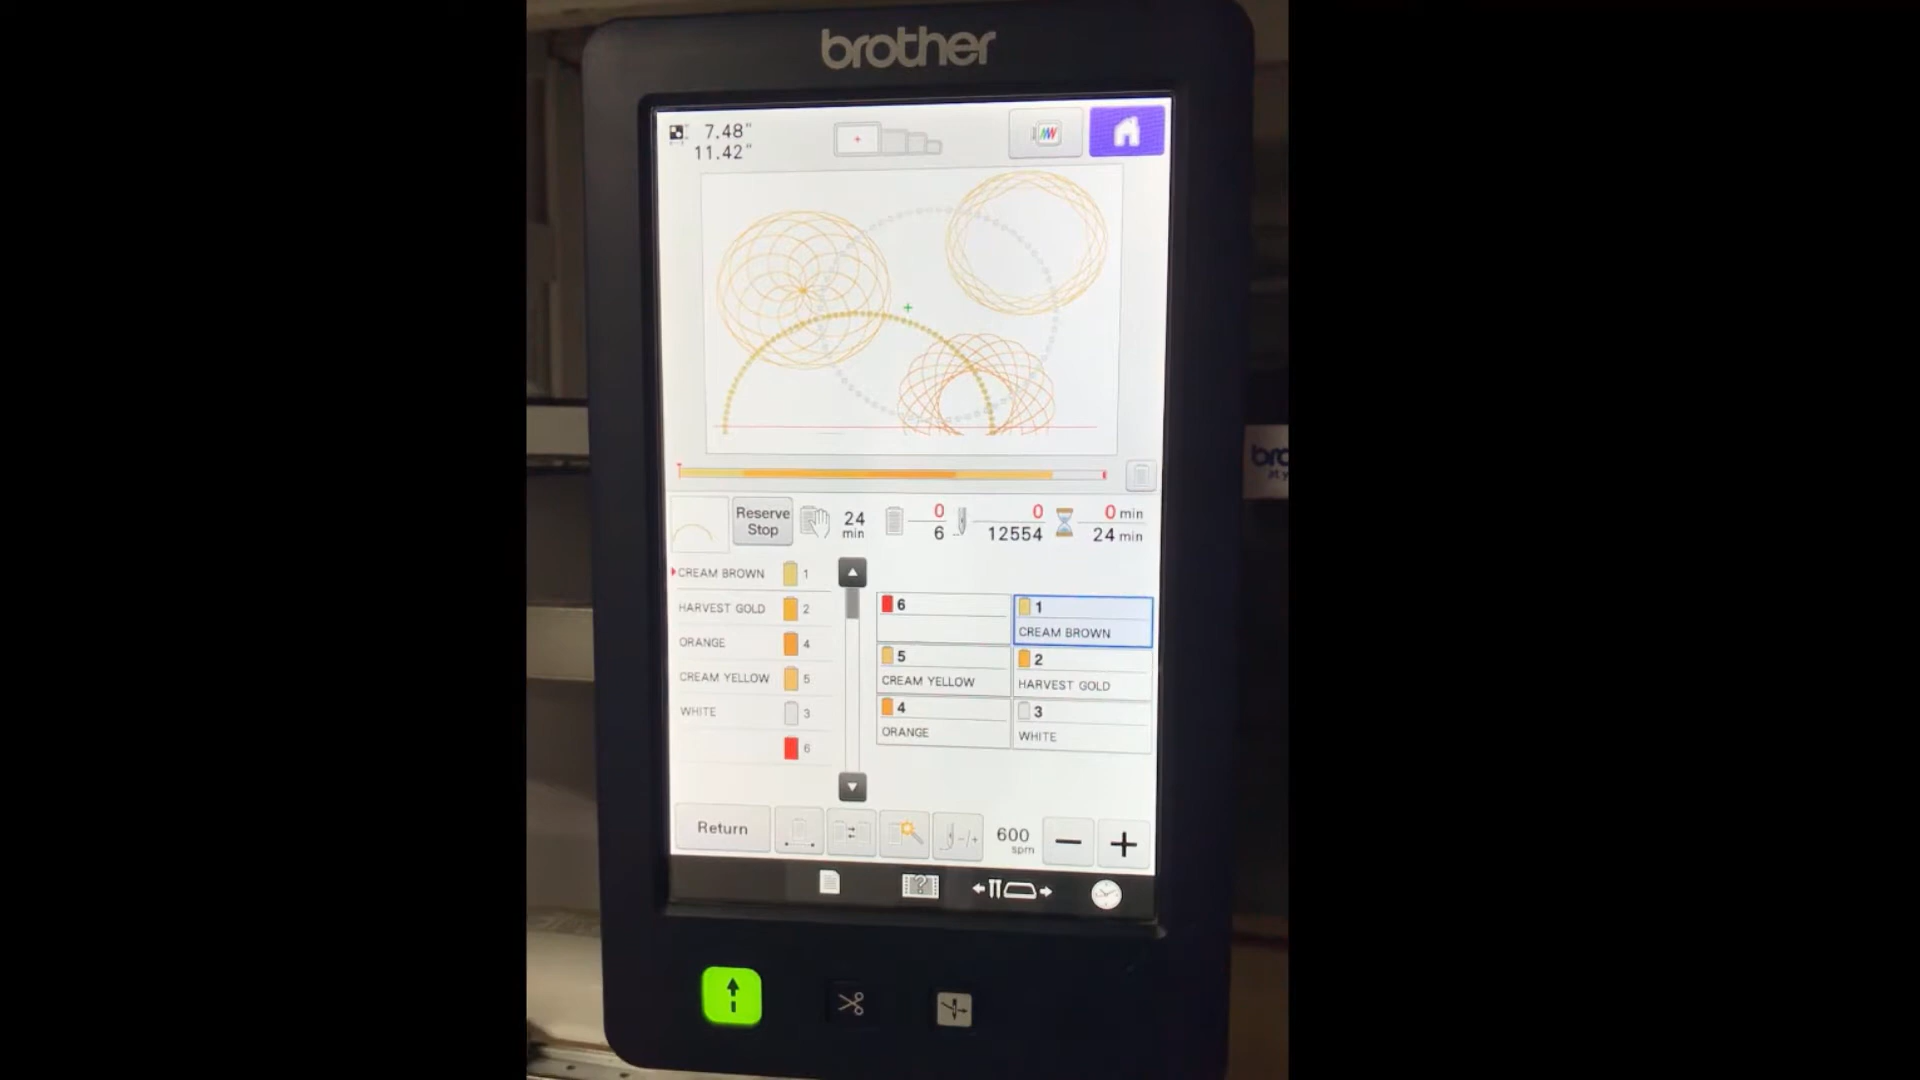 brother
7.48"
11.42"
Reserve Stop
24 min
0
6
0
12554
0 min
24 min
CREAM BROWN 1
HARVEST GOLD 2
ORANGE 4
CREAM YELLOW 5
WHITE 3
6
6
1
CREAM BROWN
5
CREAM YELLOW
2
HARVEST GOLD
4
ORANGE
3
WHITE
Return
-/+
600 spm
− +
?
bro